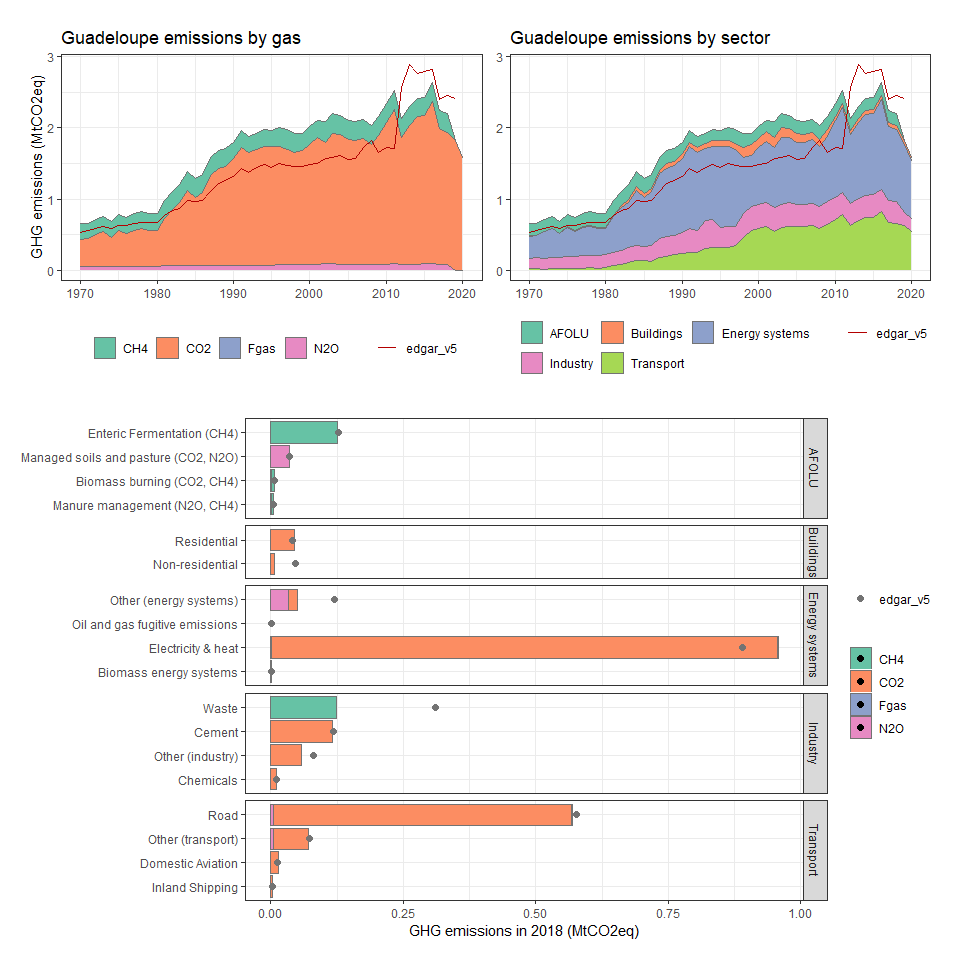 Guadeloupe emissions by gas
GHG emissions (MtCO2eq)
3
2
1
0
1970 1980 1990 2000 2010 2020
CH4 CO2 Fgas N2O edgar_v5
Guadeloupe emissions by sector
3
2
1
0
1970 1980 1990 2000 2010 2020
AFOLU Buildings Energy systems edgar_v5
Industry Transport
Enteric Fermentation (CH4)
Managed soils and pasture (CO2, N2O)
Biomass burning (CO2, CH4)
Manure management (N2O, CH4)
AFOLU
Residential
Non-residential
Buildings
Other (energy systems)
Oil and gas fugitive emissions
Electricity & heat
Biomass energy systems
Energy systems
Waste
Cement
Other (industry)
Chemicals
Industry
Road
Other (transport)
Domestic Aviation
Inland Shipping
Transport
0.00 0.25 0.50 0.75 1.00
GHG emissions in 2018 (MtCO2eq)
edgar_v5
CH4
CO2
Fgas
N2O